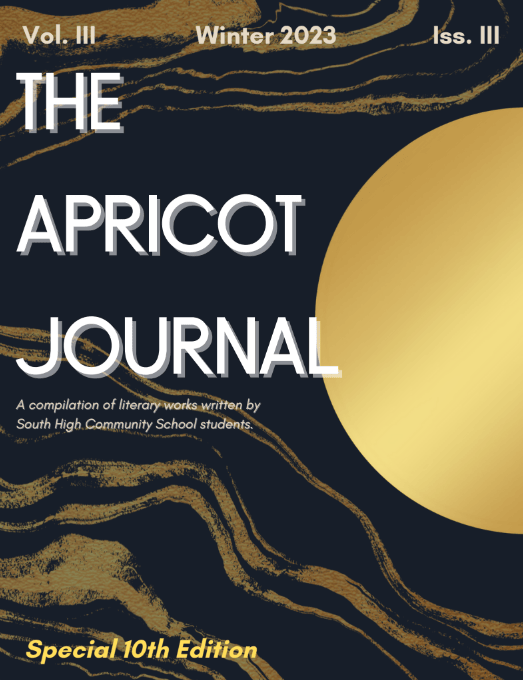 Vol. III Winter 2023 Iss. III
THE
APRICOT
JOURNAL
A compilation of literary works written by
South High Community School students.
Special 10th Edition